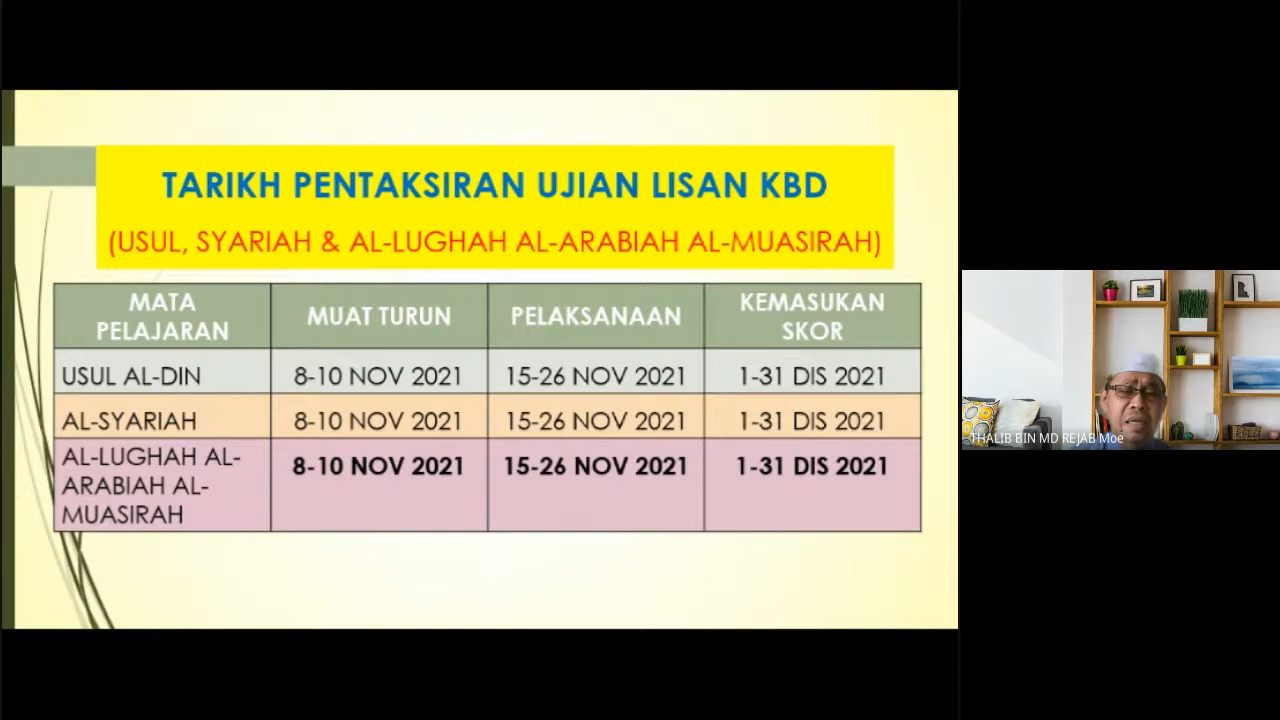 TARIKH PENTAKSIRAN UJIAN LISAN KBD
(USUL, SYARIAH & AL-LUGHAH AL-ARABIAH AL-MUASIRAH)
MATA PELAJARAN
MUAT TURUN
PELAKSANAAN
KEMASUKAN SKOR
USUL AL-DIN
8-10 NOV 2021
15-26 NOV 2021
1-31 DIS 2021
AL-SYARIAH
8-10 NOV 2021
15-26 NOV 2021
1-31 DIS 2021
AL-LUGHAH AL-
ARABIAH AL-
MUASIRAH
8-10 NOV 2021
15-26 NOV 2021
1-31 DIS 2021
THALIB BIN MD REJAB Moe